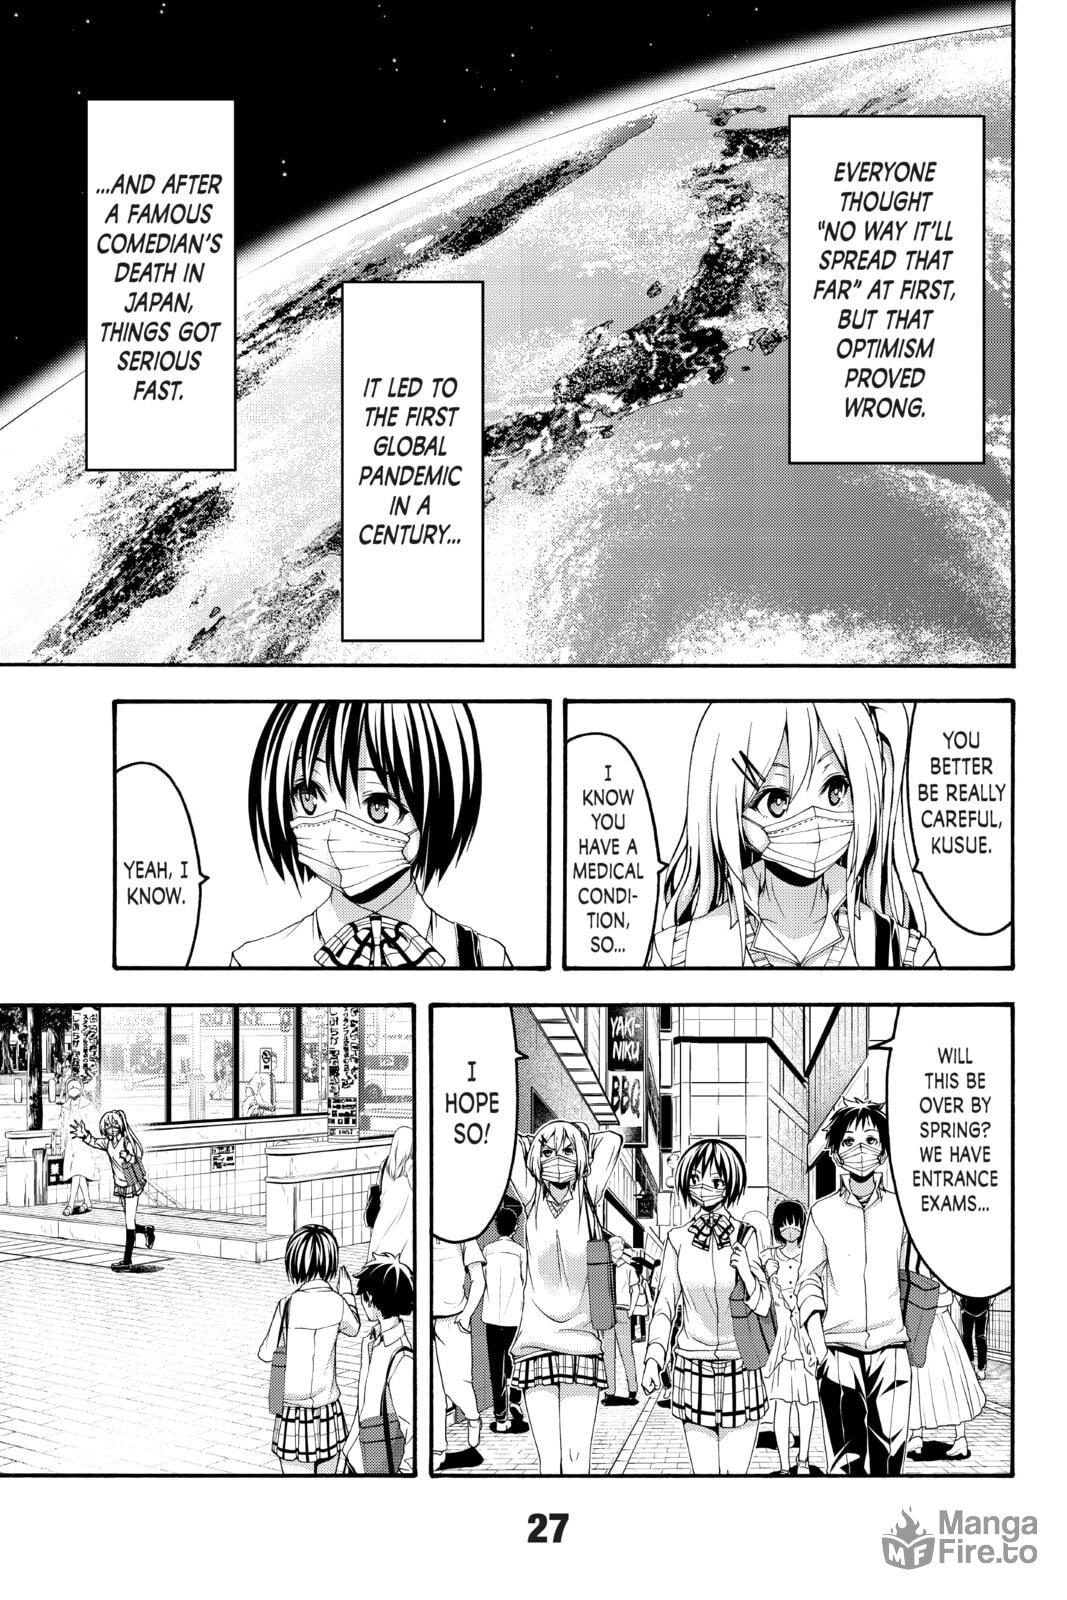 EVERYONE
THOUGHT
"NO WAY IT'LL
SPREAD THAT
FAR" AT FIRST,
BUT THAT
OPTIMISM
PROVED
WRONG.
IT LED TO
THE FIRST
GLOBAL
PANDEMIC
IN A
CENTURY...
...AND AFTER
A FAMOUS
COMEDIAN'S
DEATH IN
JAPAN,
THINGS GOT
SERIOUS
FAST.
YOU
BETTER
BE REALLY
CAREFUL,
KUSUE.
I
KNOW
YOU
HAVE A
MEDICAL
CONDI-
TION,
SO...
YEAH, I
KNOW.
WILL
THIS BE
OVER BY
SPRING?
WE HAVE
ENTRANCE
EXAMS...
YAKI-
NIKU
BBQ
I
HOPE
SO!
27
Manga
Fire.to
MF